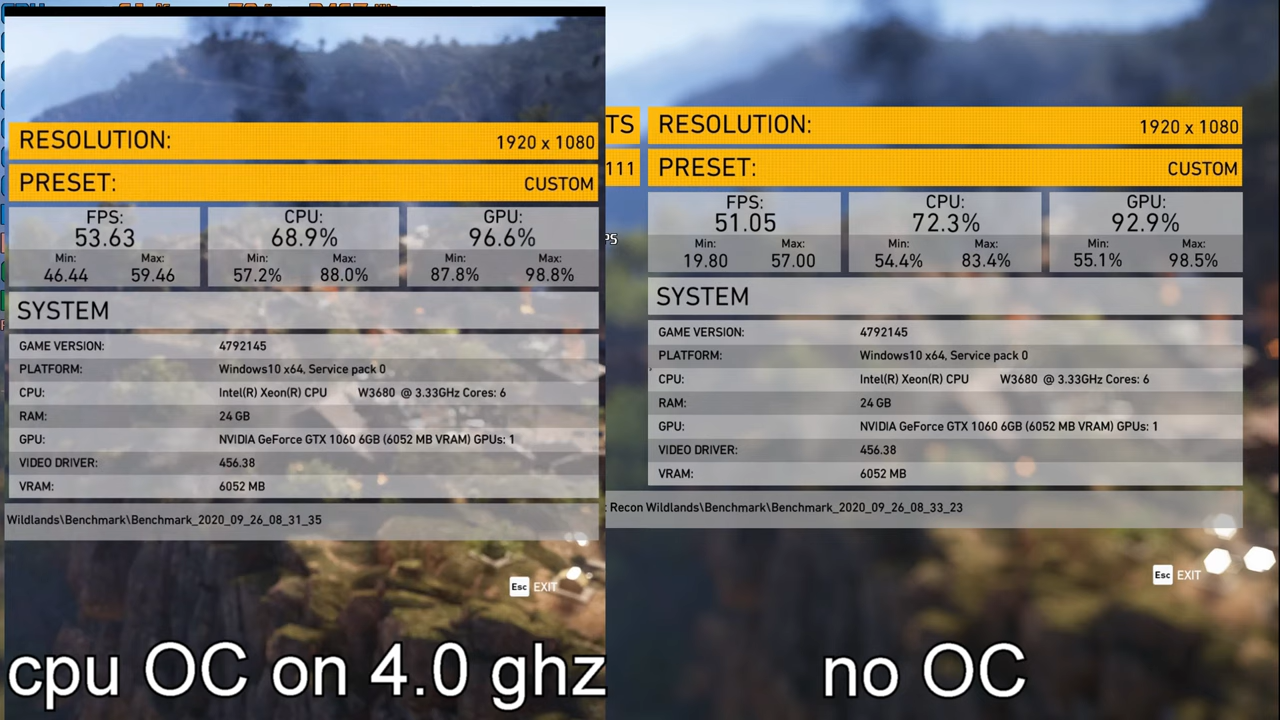 RESOLUTION: 1920 x 1080
PRESET: CUSTOM
FPS: CPU: GPU:
53.63 68.9% 96.6%
Min: Max: Min: Max: Min: Max:
46.44 59.46 57.2% 88.0% 87.8% 98.8%
SYSTEM
GAME VERSION: 4792145
PLATFORM: Windows10 x64, Service pack 0
CPU: Intel(R) Xeon(R) CPU W3680 @ 3.33GHz Cores: 6
RAM: 24 GB
GPU: NVIDIA GeForce GTX 1060 6GB (6052 MB VRAM) GPUs: 1
VIDEO DRIVER: 456.38
VRAM: 6052 MB
Wildlands\Benchmark\Benchmark_2020_09_26_08_31_35
Esc EXIT
cpu OC on 4.0 ghz
TS RESOLUTION: 1920 x 1080
111 PRESET: CUSTOM
FPS: CPU: GPU:
51.05 72.3% 92.9%
Min: Max: Min: Max: Min: Max:
19.80 57.00 54.4% 83.4% 55.1% 98.5%
SYSTEM
GAME VERSION: 4792145
PLATFORM: Windows10 x64, Service pack 0
CPU: Intel(R) Xeon(R) CPU W3680 @ 3.33GHz Cores: 6
RAM: 24 GB
GPU: NVIDIA GeForce GTX 1060 6GB (6052 MB VRAM) GPUs: 1
VIDEO DRIVER: 456.38
VRAM: 6052 MB
: Recon Wildlands\Benchmark\Benchmark_2020_09_26_08_33_23
Esc EXIT
no OC